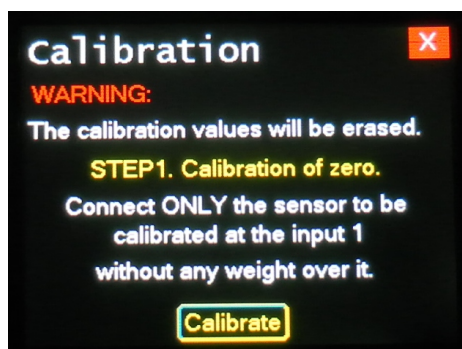 Calibration
X
WARNING:
The calibration values will be erased.
STEP1. Calibration of zero.
Connect ONLY the sensor to be
calibrated at the input 1
without any weight over it.
Calibrate